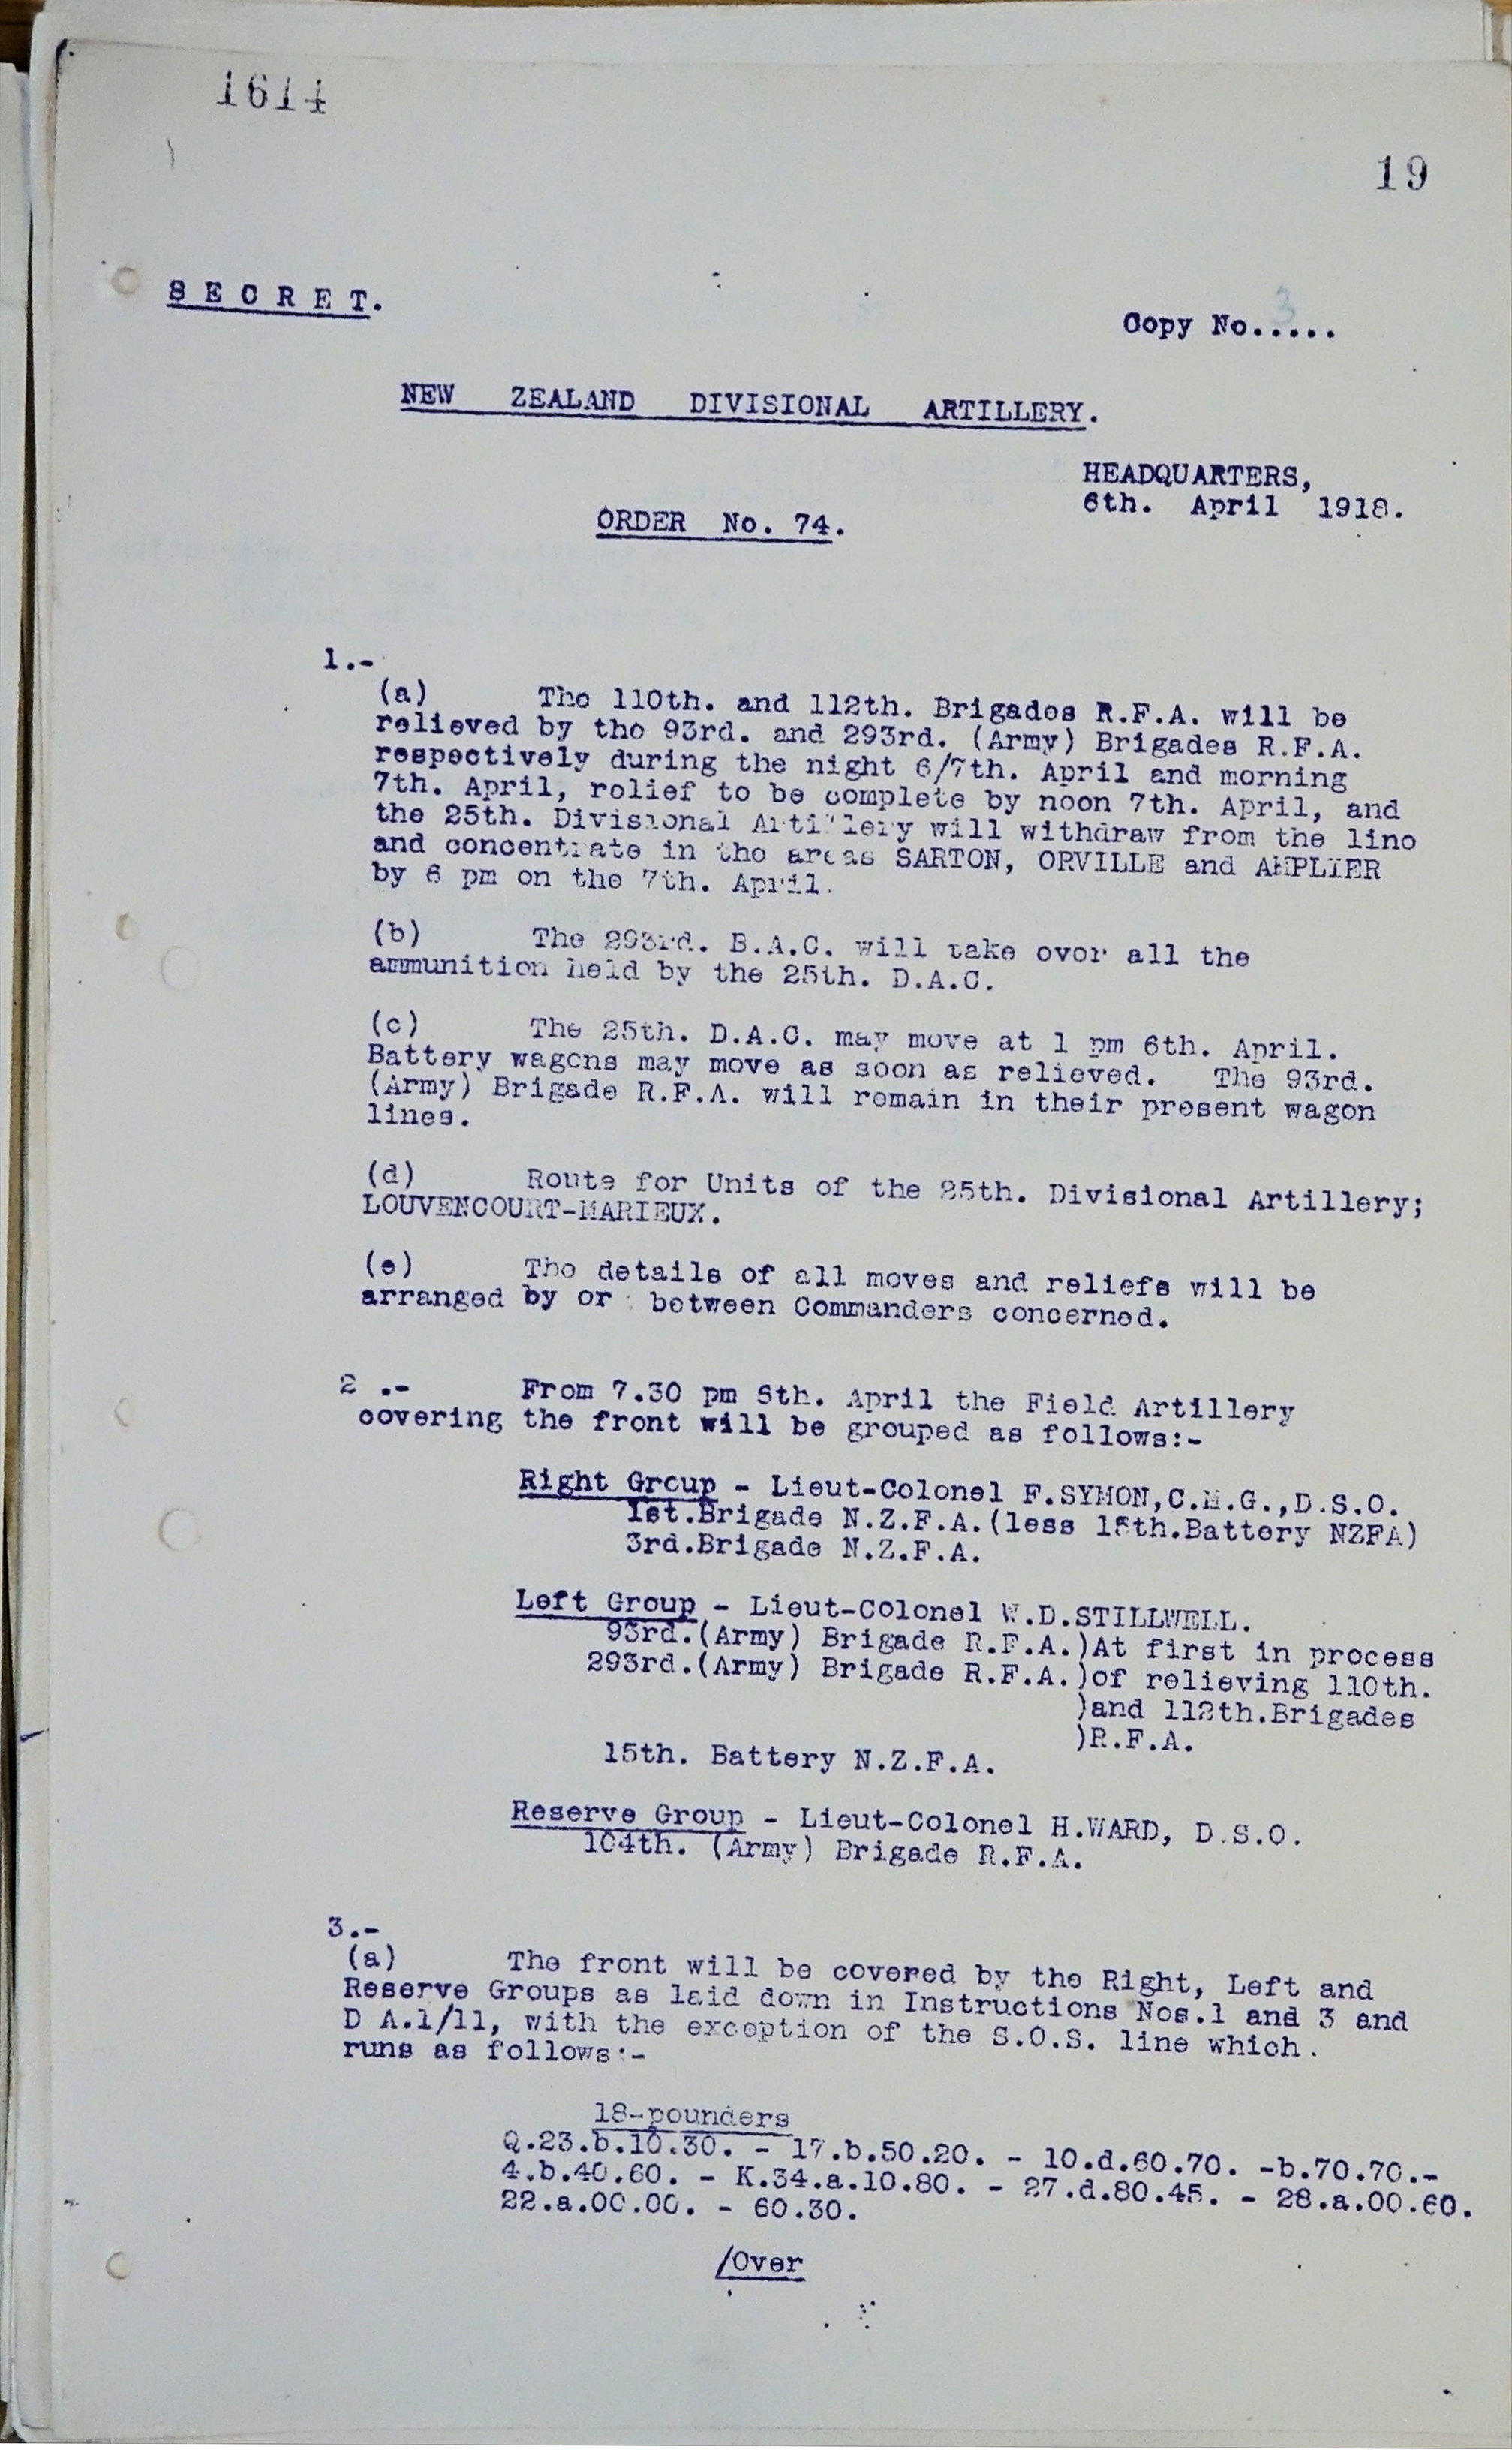 1614
19
S E C R E T.
Copy No.3....
NEW ZEALAND DIVISIONAL ARTILLERY.
HEADQUARTERS,
6th. April 1918.
ORDER No. 74.
1.-
(a) The 110th. and 112th. Brigades R.F.A. will be
relieved by the 93rd. and 293rd. (Army) Brigades R.F.A.
respectively during the night 6/7th. April and morning
7th. April, relief to be complete by noon 7th. April, and
the 25th. Divisional Artillery will withdraw from the line
and concentrate in the areas SARTON, ORVILLE and AMPLIER
by 6 pm on the 7th. April.
(b) The 293rd. B.A.C. will take over all the
ammunition held by the 25th. D.A.C.
(c) The 25th. D.A.C. may move at 1 pm 6th. April.
Battery wagons may move as soon as relieved. The 93rd.
(Army) Brigade R.F.A. will remain in their present wagon
lines.
(d) Route for Units of the 25th. Divisional Artillery;
LOUVENCOURT-MARIEUX.
(e) The details of all moves and reliefs will be
arranged by or between Commanders concerned.
2 .- From 7.30 pm 6th. April the Field Artillery
covering the front will be grouped as follows:-
Right Group - Lieut-Colonel F.SYMON,C.M.G.,D.S.O.
1st.Brigade N.Z.F.A.(less 15th.Battery NZFA)
3rd.Brigade N.Z.F.A.
Left Group - Lieut-Colonel W.D.STILLWELL.
93rd.(Army) Brigade R.F.A.)At first in process
293rd.(Army) Brigade R.F.A.)of relieving 110th.
)and 112th.Brigades
)R.F.A.
15th. Battery N.Z.F.A.
Reserve Group - Lieut-Colonel H.WARD, D.S.O.
104th. (Army) Brigade R.F.A.
3.-
(a) The front will be covered by the Right, Left and
Reserve Groups as laid down in Instructions Nos.1 and 3 and
D A.1/11, with the exception of the S.O.S. line which.
runs as follows:-
18-pounders
Q.23.b.10.30. - 17.b.50.20. - 10.d.60.70. -b.70.70.-
4.b.40.60. - K.34.a.10.80. - 27.d.80.45. - 28.a.00.60.
22.a.00.00. - 60.30.
/Over